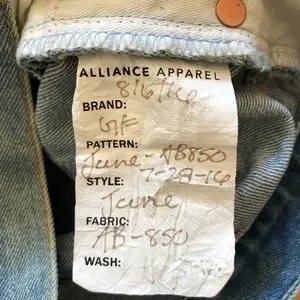 ALLIANCE APPAREL
8/6/16
BRAND:
GF
PATTERN:
June-AB850
STYLE: 7-28-16
June
FABRIC:
AB-850
WASH: